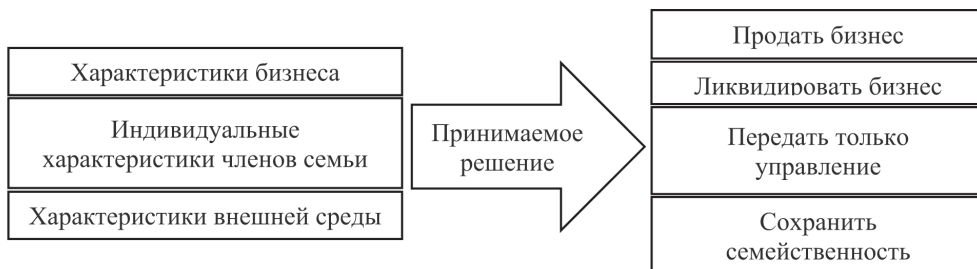 Характеристики бизнеса
Индивидуальные
характеристики членов семьи
Характеристики внешней среды
Принимаемое
решение
Продать бизнес
Ликвидировать бизнес
Передать только
управление
Сохранить
семейственность